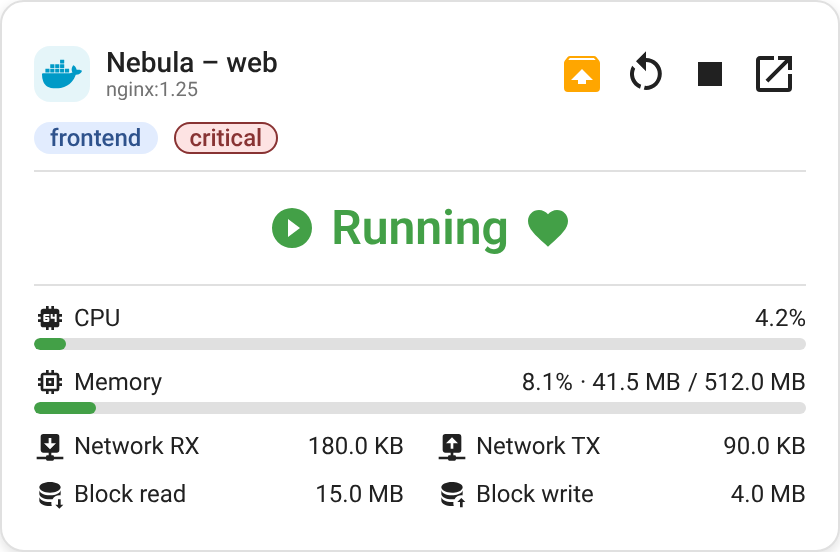 Nebula – web
nginx:1.25
frontend critical
Running
64 CPU 4.2%
Memory 8.1% · 41.5 MB / 512.0 MB
Network RX 180.0 KB Network TX 90.0 KB
Block read 15.0 MB Block write 4.0 MB